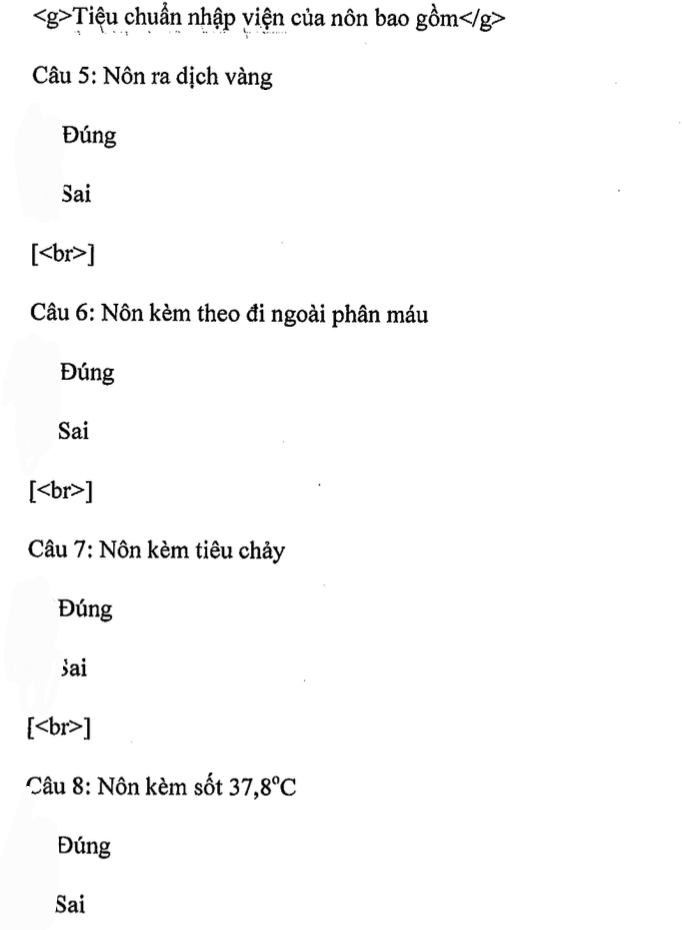 <g>Tiệu chuẩn nhập viện của nôn bao gồm</g>
Câu 5: Nôn ra dịch vàng
Đúng
Sai
[<br>]
Câu 6: Nôn kèm theo đi ngoài phân máu
Đúng
Sai
[<br>]
Câu 7: Nôn kèm tiêu chảy
Đúng
Sai
[<br>]
Câu 8: Nôn kèm sốt 37,8°C
Đúng
Sai